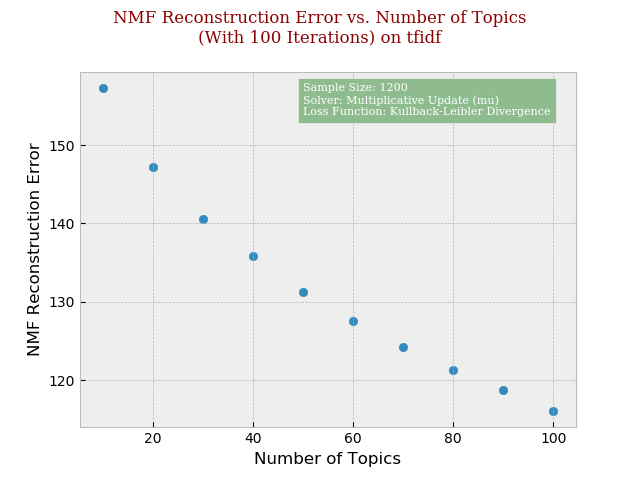 NMF Reconstruction Error vs. Number of Topics
(With 100 Iterations) on tfidf
Sample Size: 1200
Solver: Multiplicative Update (mu)
Loss Function: Kullback-Leibler Divergence
NMF Reconstruction Error
150
140
130
120
20 40 60 80 100
Number of Topics